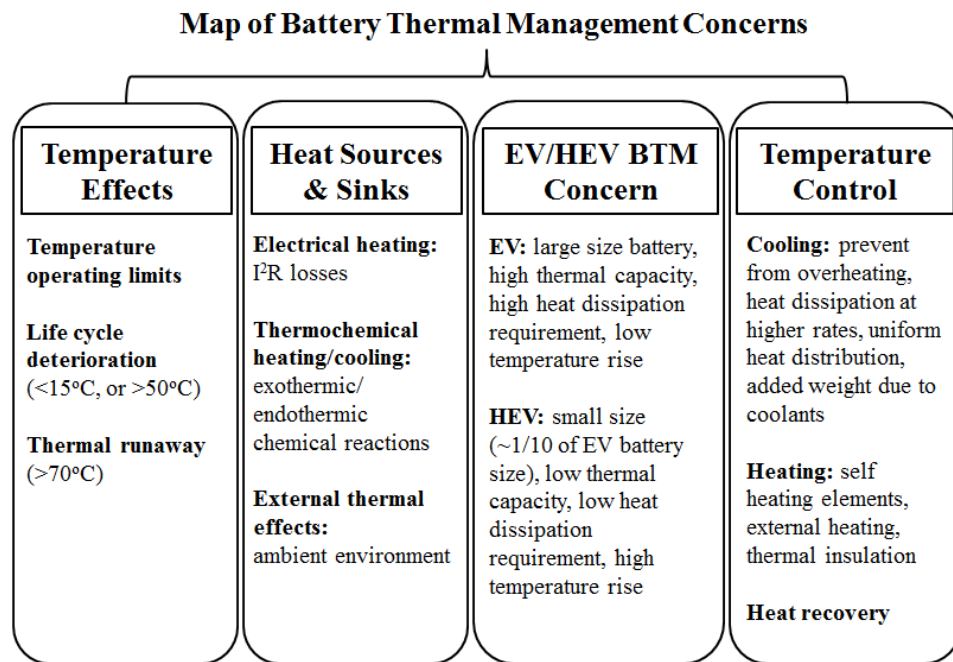 Map of Battery Thermal Management Concerns
Temperature
Effects
Temperature
operating limits
Life cycle
deterioration
(<15°C, or >50°C)
Thermal runaway
(>70°C)
Heat Sources
& Sinks
Electrical heating:
I²R losses
Thermochemical
heating/cooling:
exothermic/
endothermic
chemical reactions
External thermal
effects:
ambient environment
EV/HEV BTM
Concern
EV: large size battery,
high thermal capacity,
high heat dissipation
requirement, low
temperature rise
HEV: small size
(~1/10 of EV battery
size), low thermal
capacity, low heat
dissipation
requirement, high
temperature rise
Temperature
Control
Cooling: prevent
from overheating,
heat dissipation at
higher rates, uniform
heat distribution,
added weight due to
coolants
Heating: self
heating elements,
external heating,
thermal insulation
Heat recovery